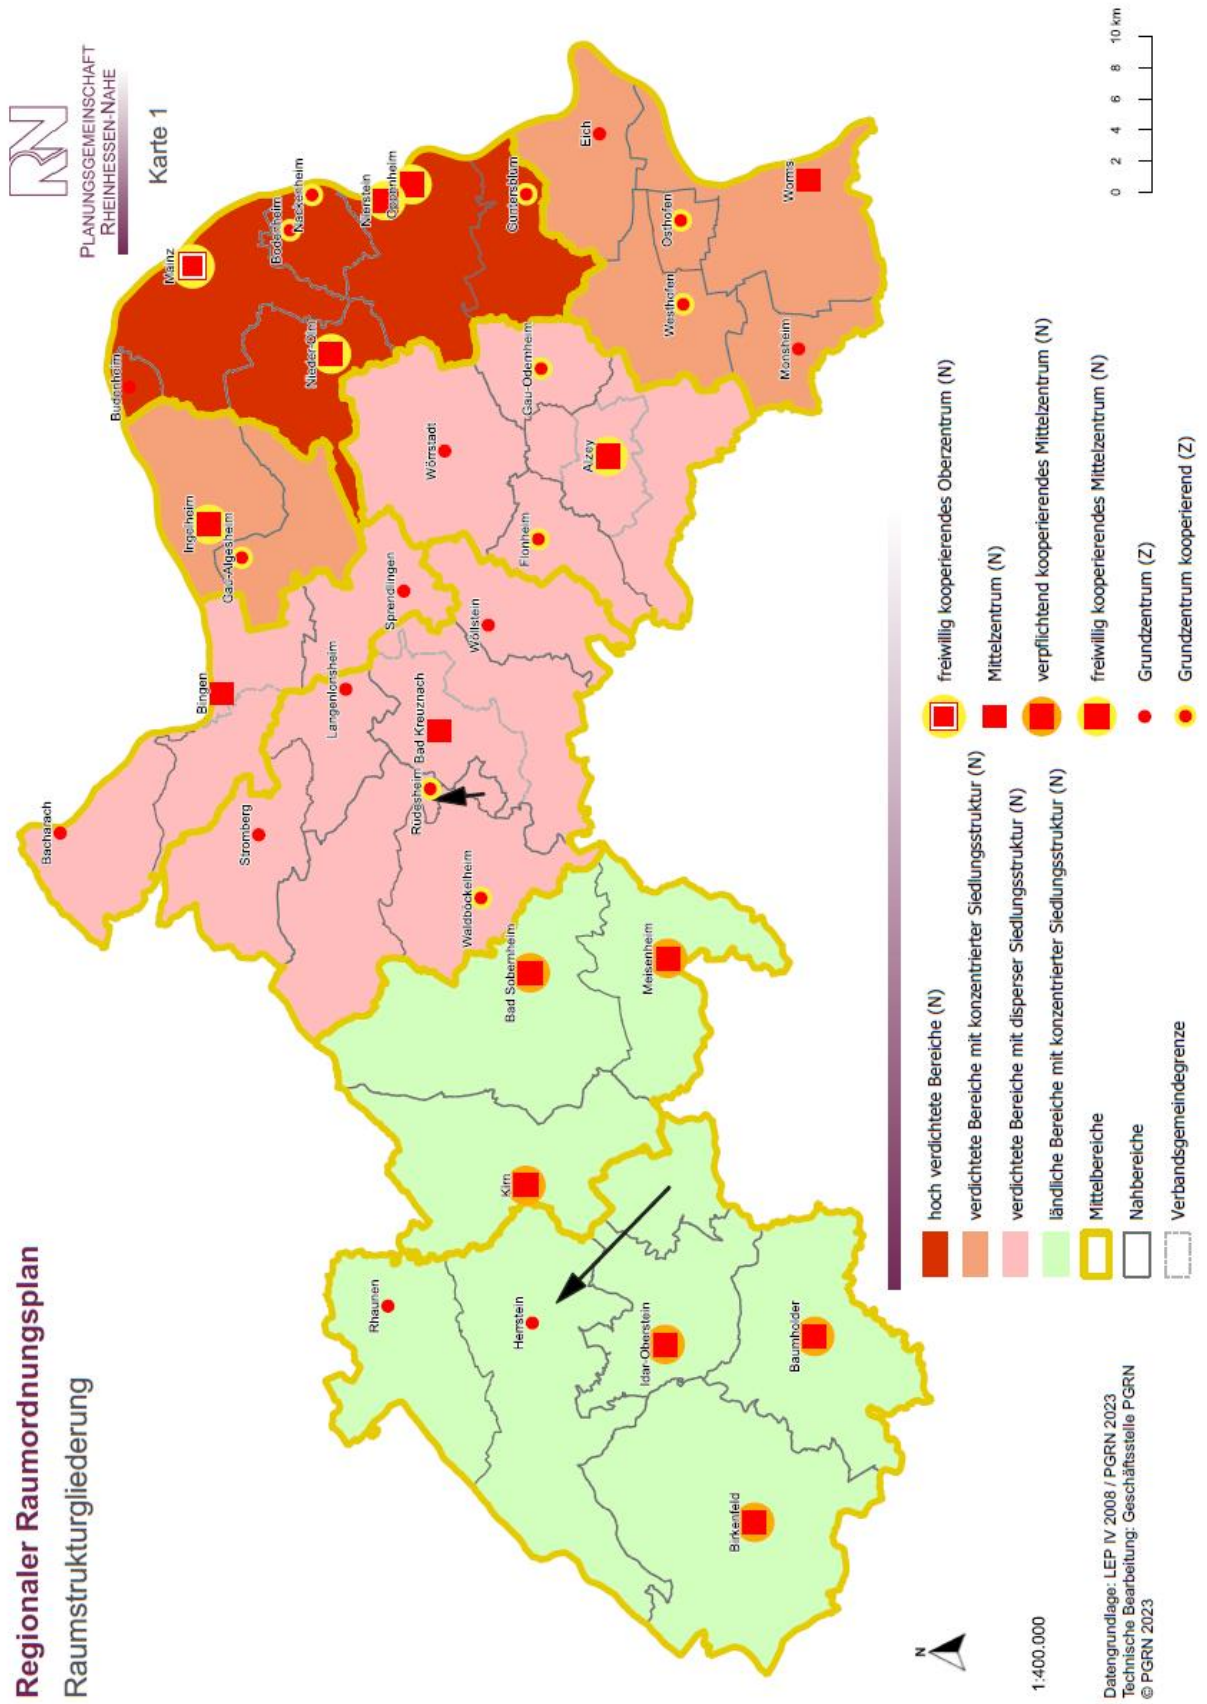 Regionaler Raumordnungsplan
Raumstrukturgliederung
RN
PLANUNGSGEMEINSCHAFT
RHEINHESSEN-NAHE
Karte 1
Bacharach
Budenheim
Mainz
Ingelheim
Bingen
Gau-Algesheim
Stromberg
Bodenheim
Nackenheim
Nieder-Olm
Langenlonsheim
Nierstein
Oppenheim
Rhaunen
Sprendlingen
Rüdesheim
Bad Kreuznach
Wörrstadt
Waldböckelheim
Wöllstein
Kirn
Bad Sobernheim
Herrstein
Flonheim
Gau-Odernheim
Guntersblum
Eich
Alzey
Idar-Oberstein
Meisenheim
Westhofen
Osthofen
Birkenfeld
Baumholder
Monsheim
Worms
N
1:400.000
Datengrundlage: LEP IV 2008 / PGRN 2023
Technische Bearbeitung: Geschäftsstelle PGRN
© PGRN 2023
hoch verdichtete Bereiche (N)
verdichtete Bereiche mit konzentrierter Siedlungsstruktur (N)
verdichtete Bereiche mit disperser Siedlungsstruktur (N)
ländliche Bereiche mit konzentrierter Siedlungsstruktur (N)
Mittelbereiche
Nahbereiche
Verbandsgemeindegrenze
freiwillig kooperierendes Oberzentrum (N)
Mittelzentrum (N)
verpflichtend kooperierendes Mittelzentrum (N)
freiwillig kooperierendes Mittelzentrum (N)
Grundzentrum (Z)
Grundzentrum kooperierend (Z)
0 2 4 6 8 10 km